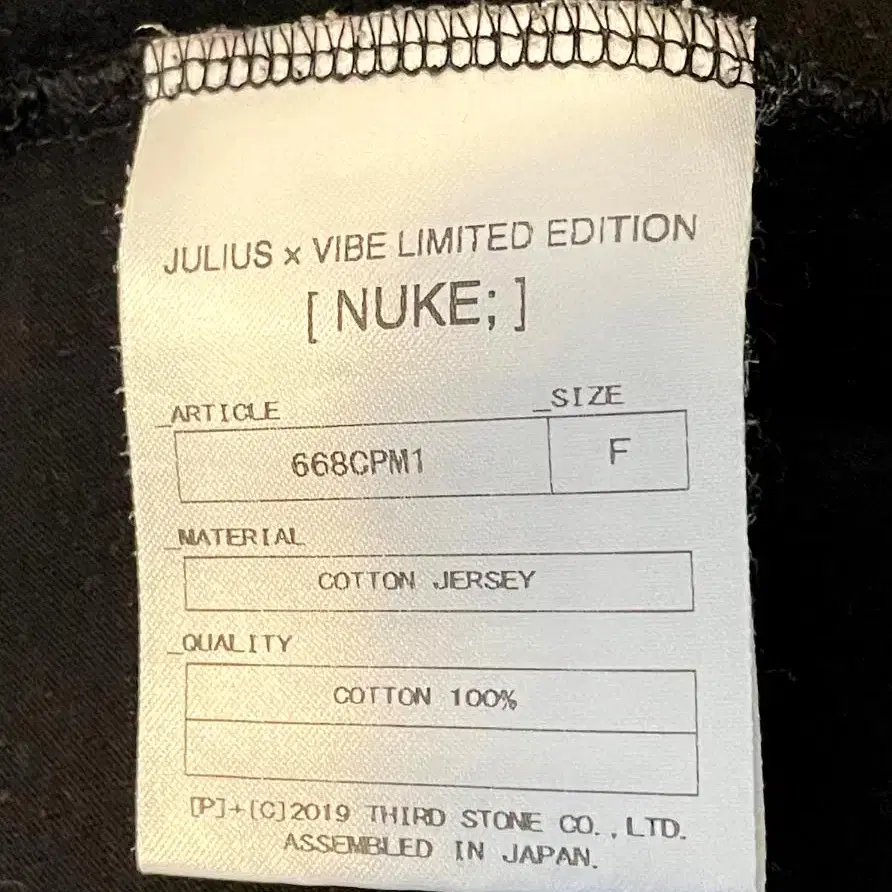 JULIUS x VIBE LIMITED EDITION
[ NUKE; ]
_ARTICLE _SIZE
668CPM1 F
_MATERIAL
COTTON JERSEY
_QUALITY
COTTON 100%
[P]+[C]2019 THIRD STONE CO.,LTD.
ASSEMBLED IN JAPAN.